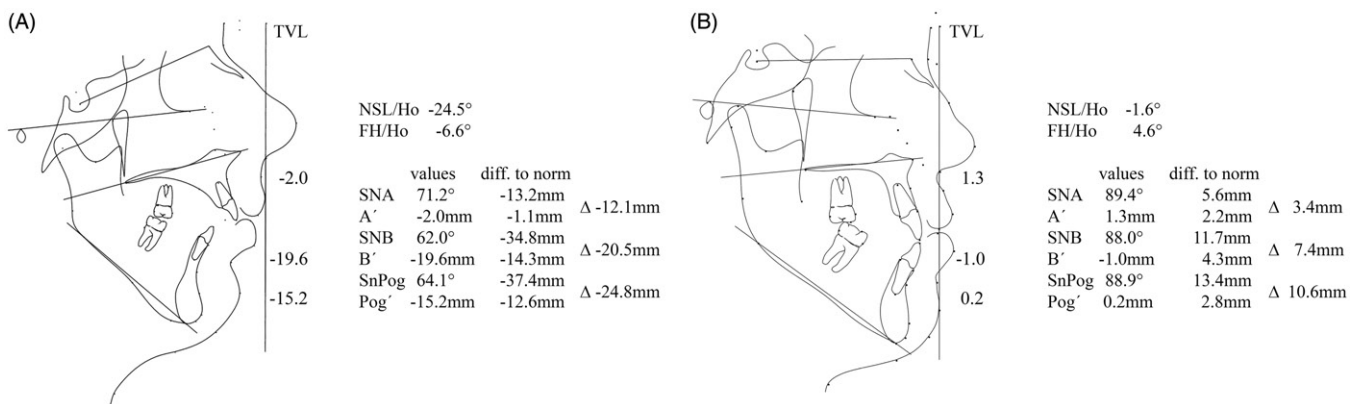 (A)
TVL
NSL/Ho -24.5°
FH/Ho -6.6°
values diff. to norm
SNA 71.2° -13.2mm
A´ -2.0mm -1.1mm
Δ -12.1mm
SNB 62.0° -34.8mm
B´ -19.6mm -14.3mm
Δ -20.5mm
SnPog 64.1° -37.4mm
Pog´ -15.2mm -12.6mm
Δ -24.8mm
-2.0
-19.6
-15.2
(B)
TVL
NSL/Ho -1.6°
FH/Ho 4.6°
values diff. to norm
SNA 89.4° 5.6mm
A´ 1.3mm 2.2mm
Δ 3.4mm
SNB 88.0° 11.7mm
B´ -1.0mm 4.3mm
Δ 7.4mm
SnPog 88.9° 13.4mm
Pog´ 0.2mm 2.8mm
Δ 10.6mm
1.3
-1.0
0.2